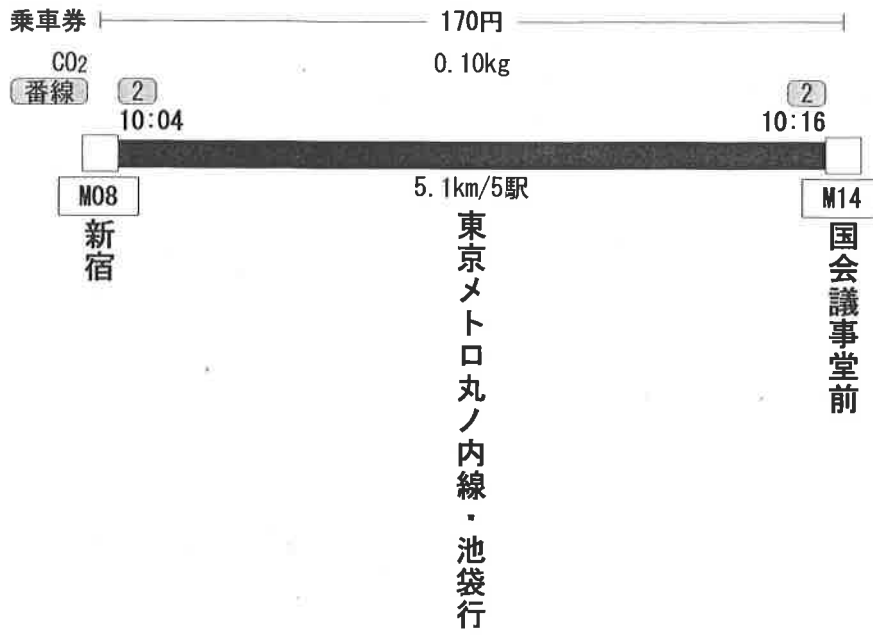 乗車券 170円
CO2 0.10kg
番線 2 2
10:04 10:16
5.1km/5駅
M08 M14
新宿
東京メトロ丸ノ内線・池袋行
国会議事堂前